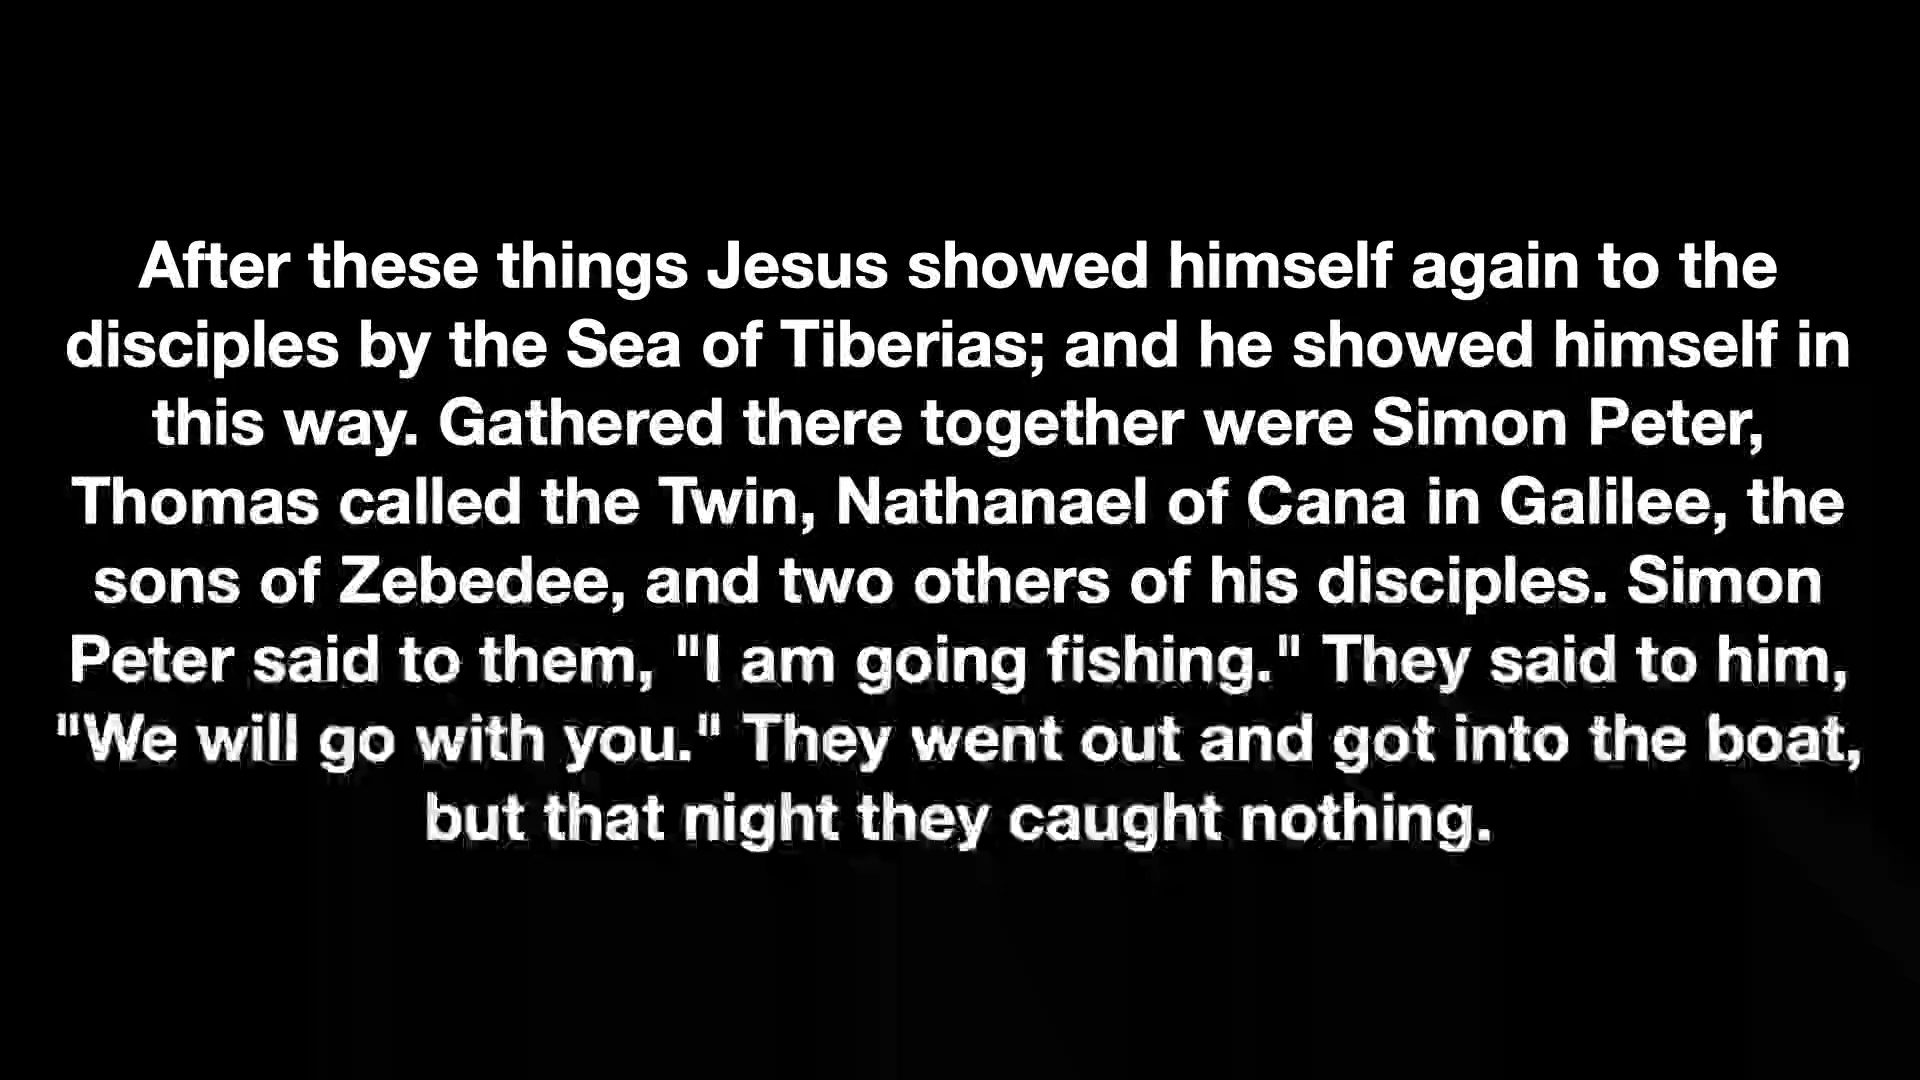 After these things Jesus showed himself again to the
disciples by the Sea of Tiberias; and he showed himself in
this way. Gathered there together were Simon Peter,
Thomas called the Twin, Nathanael of Cana in Galilee, the
sons of Zebedee, and two others of his disciples. Simon
Peter said to them, "I am going fishing." They said to him,
"We will go with you." They went out and got into the boat,
but that night they caught nothing.